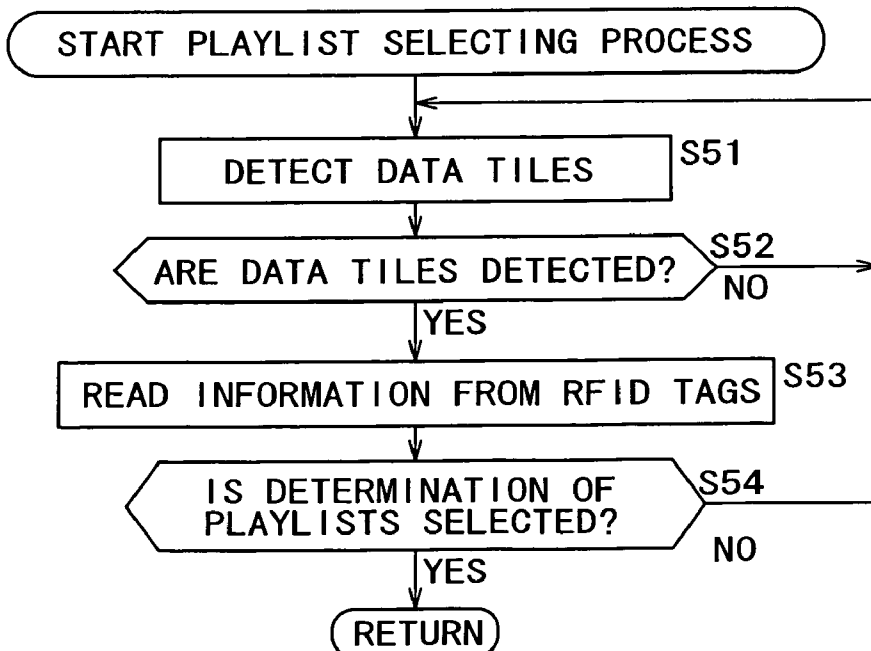 START PLAYLIST SELECTING PROCESS
DETECT DATA TILES
S51
ARE DATA TILES DETECTED?
S52
NO
YES
READ INFORMATION FROM RFID TAGS
S53
IS DETERMINATION OF
PLAYLISTS SELECTED?
S54
NO
YES
RETURN